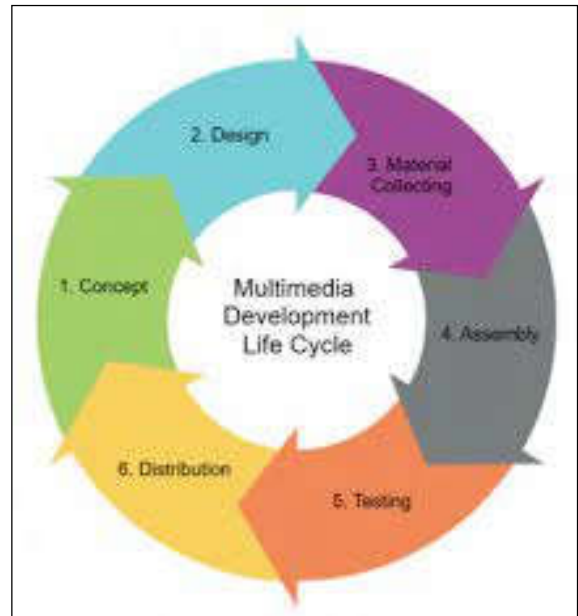 Multimedia
Development
Life Cycle
1. Concept
2. Design
3. Material
Collecting
4. Assembly
5. Testing
6. Distribution